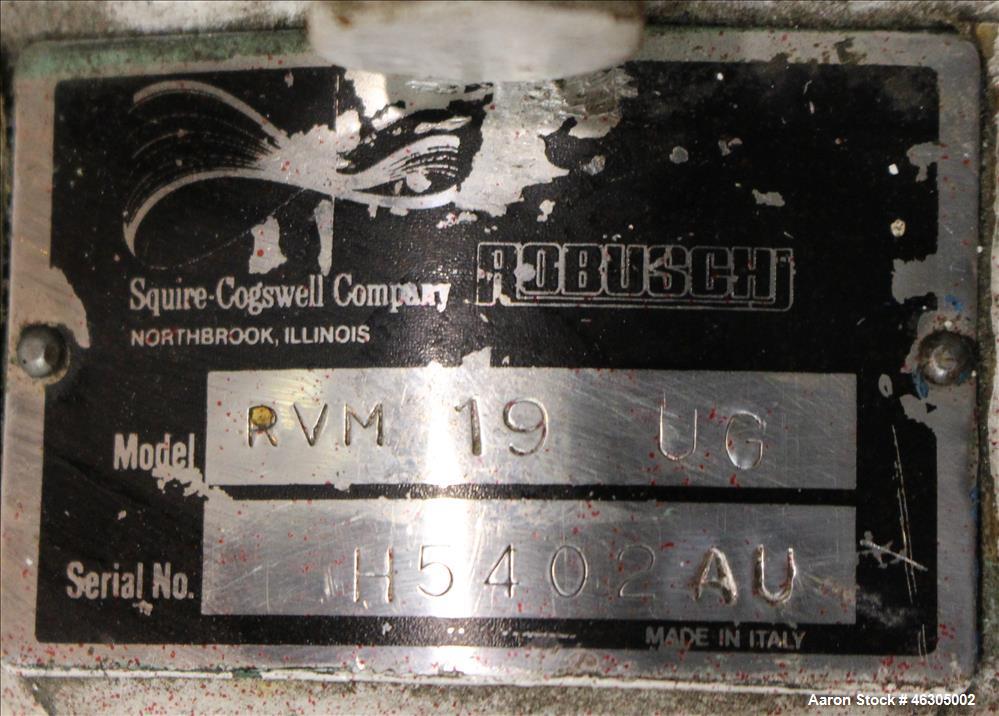 Squire-Cogswell Company ROBUSCHI
NORTHBROOK, ILLINOIS
Model RVM 19 UG
Serial No. H5402AU
MADE IN ITALY
Aaron Stock # 46305002